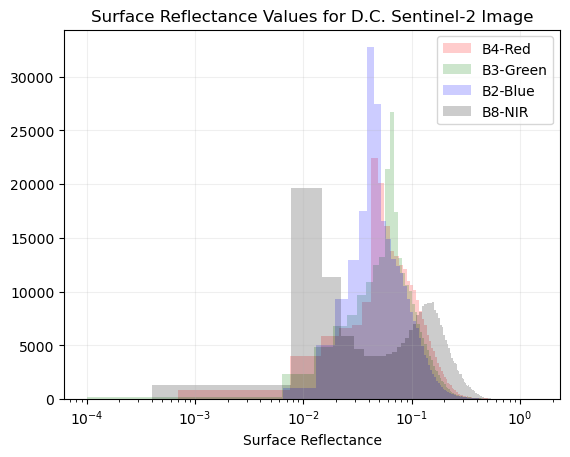 Surface Reflectance Values for D.C. Sentinel-2 Image
B4-Red
B3-Green
B2-Blue
B8-NIR
30000
25000
20000
15000
10000
5000
0
10⁻⁴ 10⁻³ 10⁻² 10⁻¹ 10⁰
Surface Reflectance